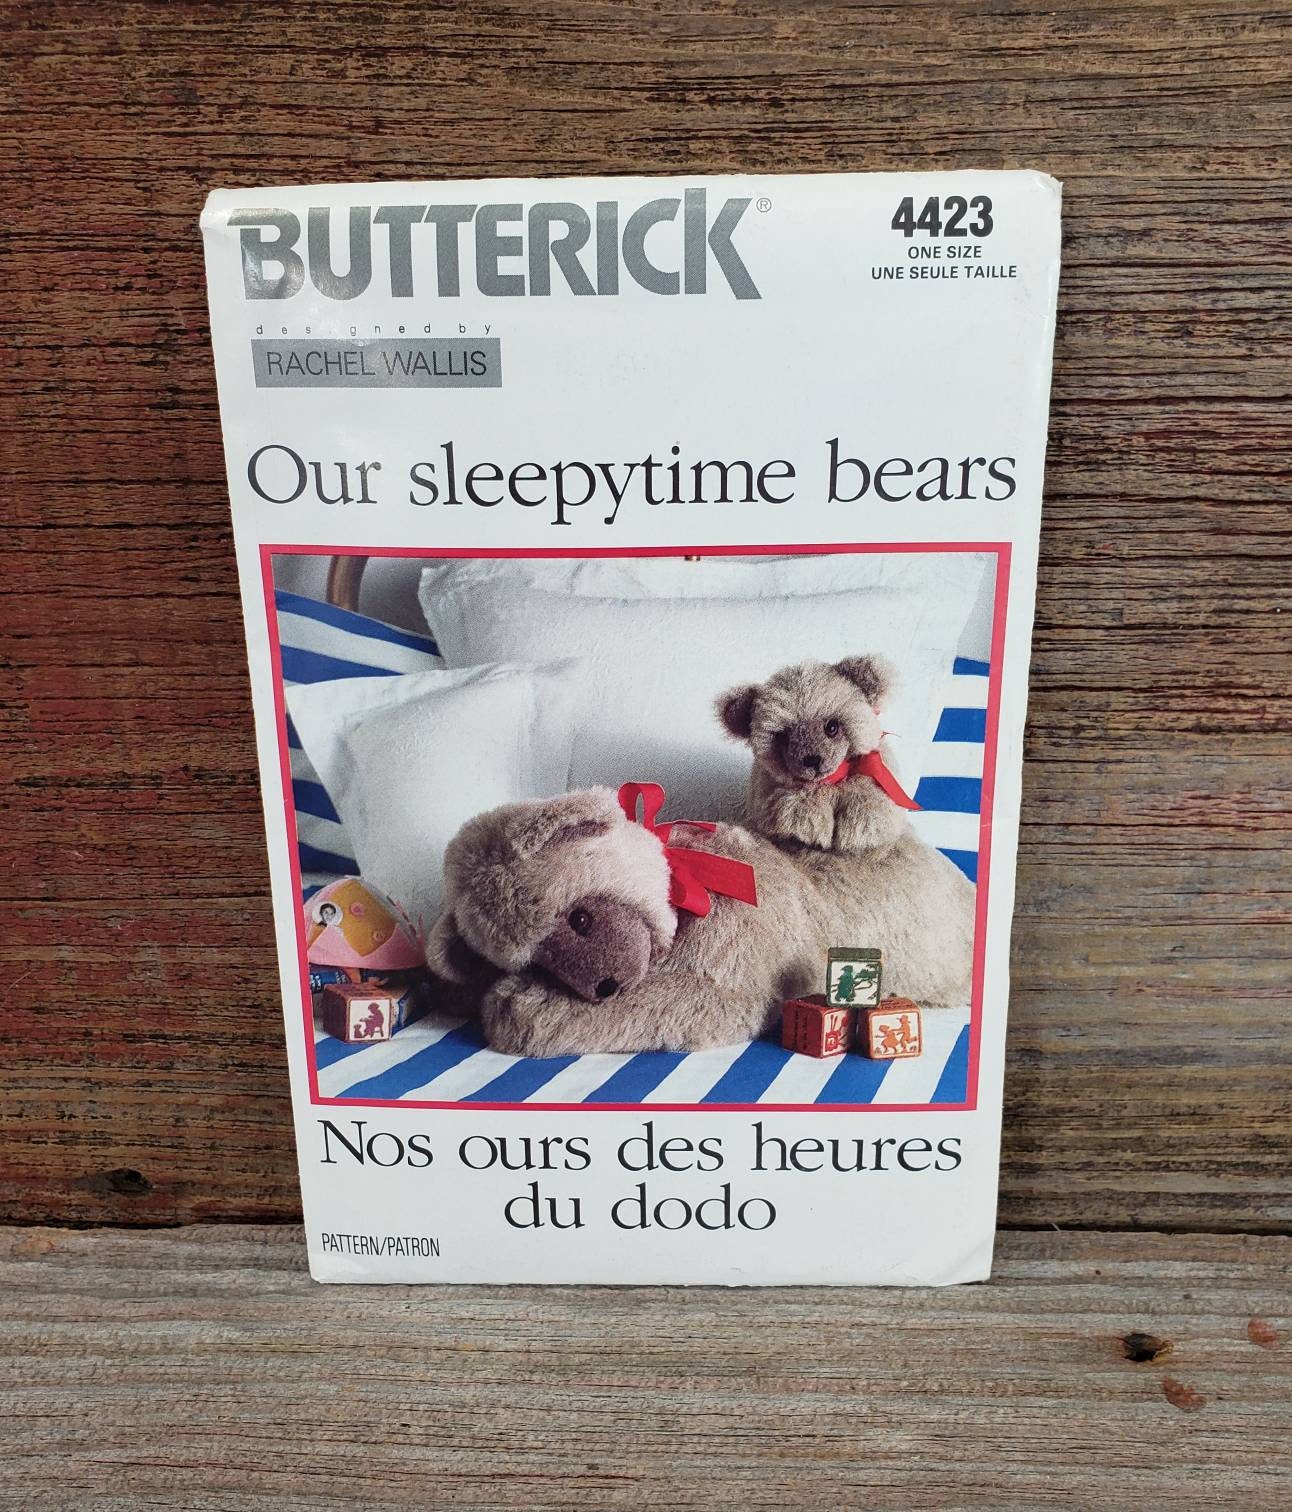 BUTTERICK®
4423
ONE SIZE
UNE SEULE TAILLE
designed by
RACHEL WALLIS
Our sleepytime bears
Nos ours des heures
du dodo
PATTERN/PATRON